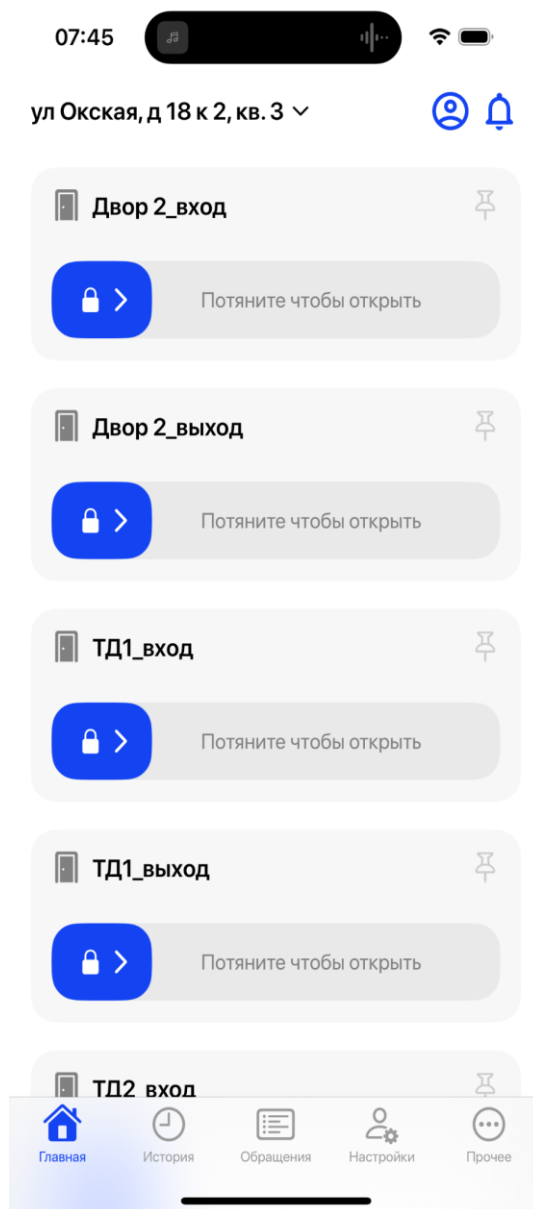 07:45
ул Окская, д 18 к 2, кв. 3
Двор 2_вход
Потяните чтобы открыть
Двор 2_выход
Потяните чтобы открыть
ТД1_вход
Потяните чтобы открыть
ТД1_выход
Потяните чтобы открыть
ТД2_вход
Главная История Обращения Настройки Прочее